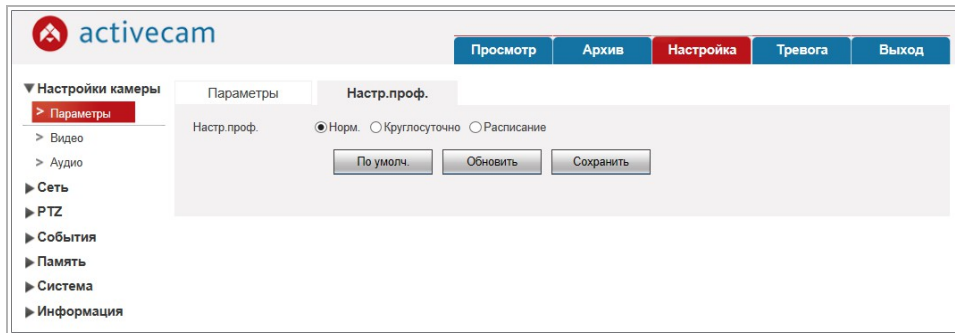 activecam
Просмотр Архив Настройка Тревога Выход
Настройки камеры
> Параметры
> Видео
> Аудио
Сеть
PTZ
События
Память
Система
Информация
Параметры Настр.проф.
Настр.проф. Норм. Круглосуточно Расписание
По умолч. Обновить Сохранить